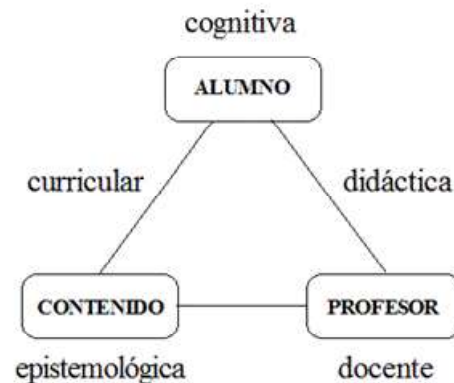 cognitiva
ALUMNO
curricular
didáctica
CONTENIDO
PROFESOR
epistemológica
docente